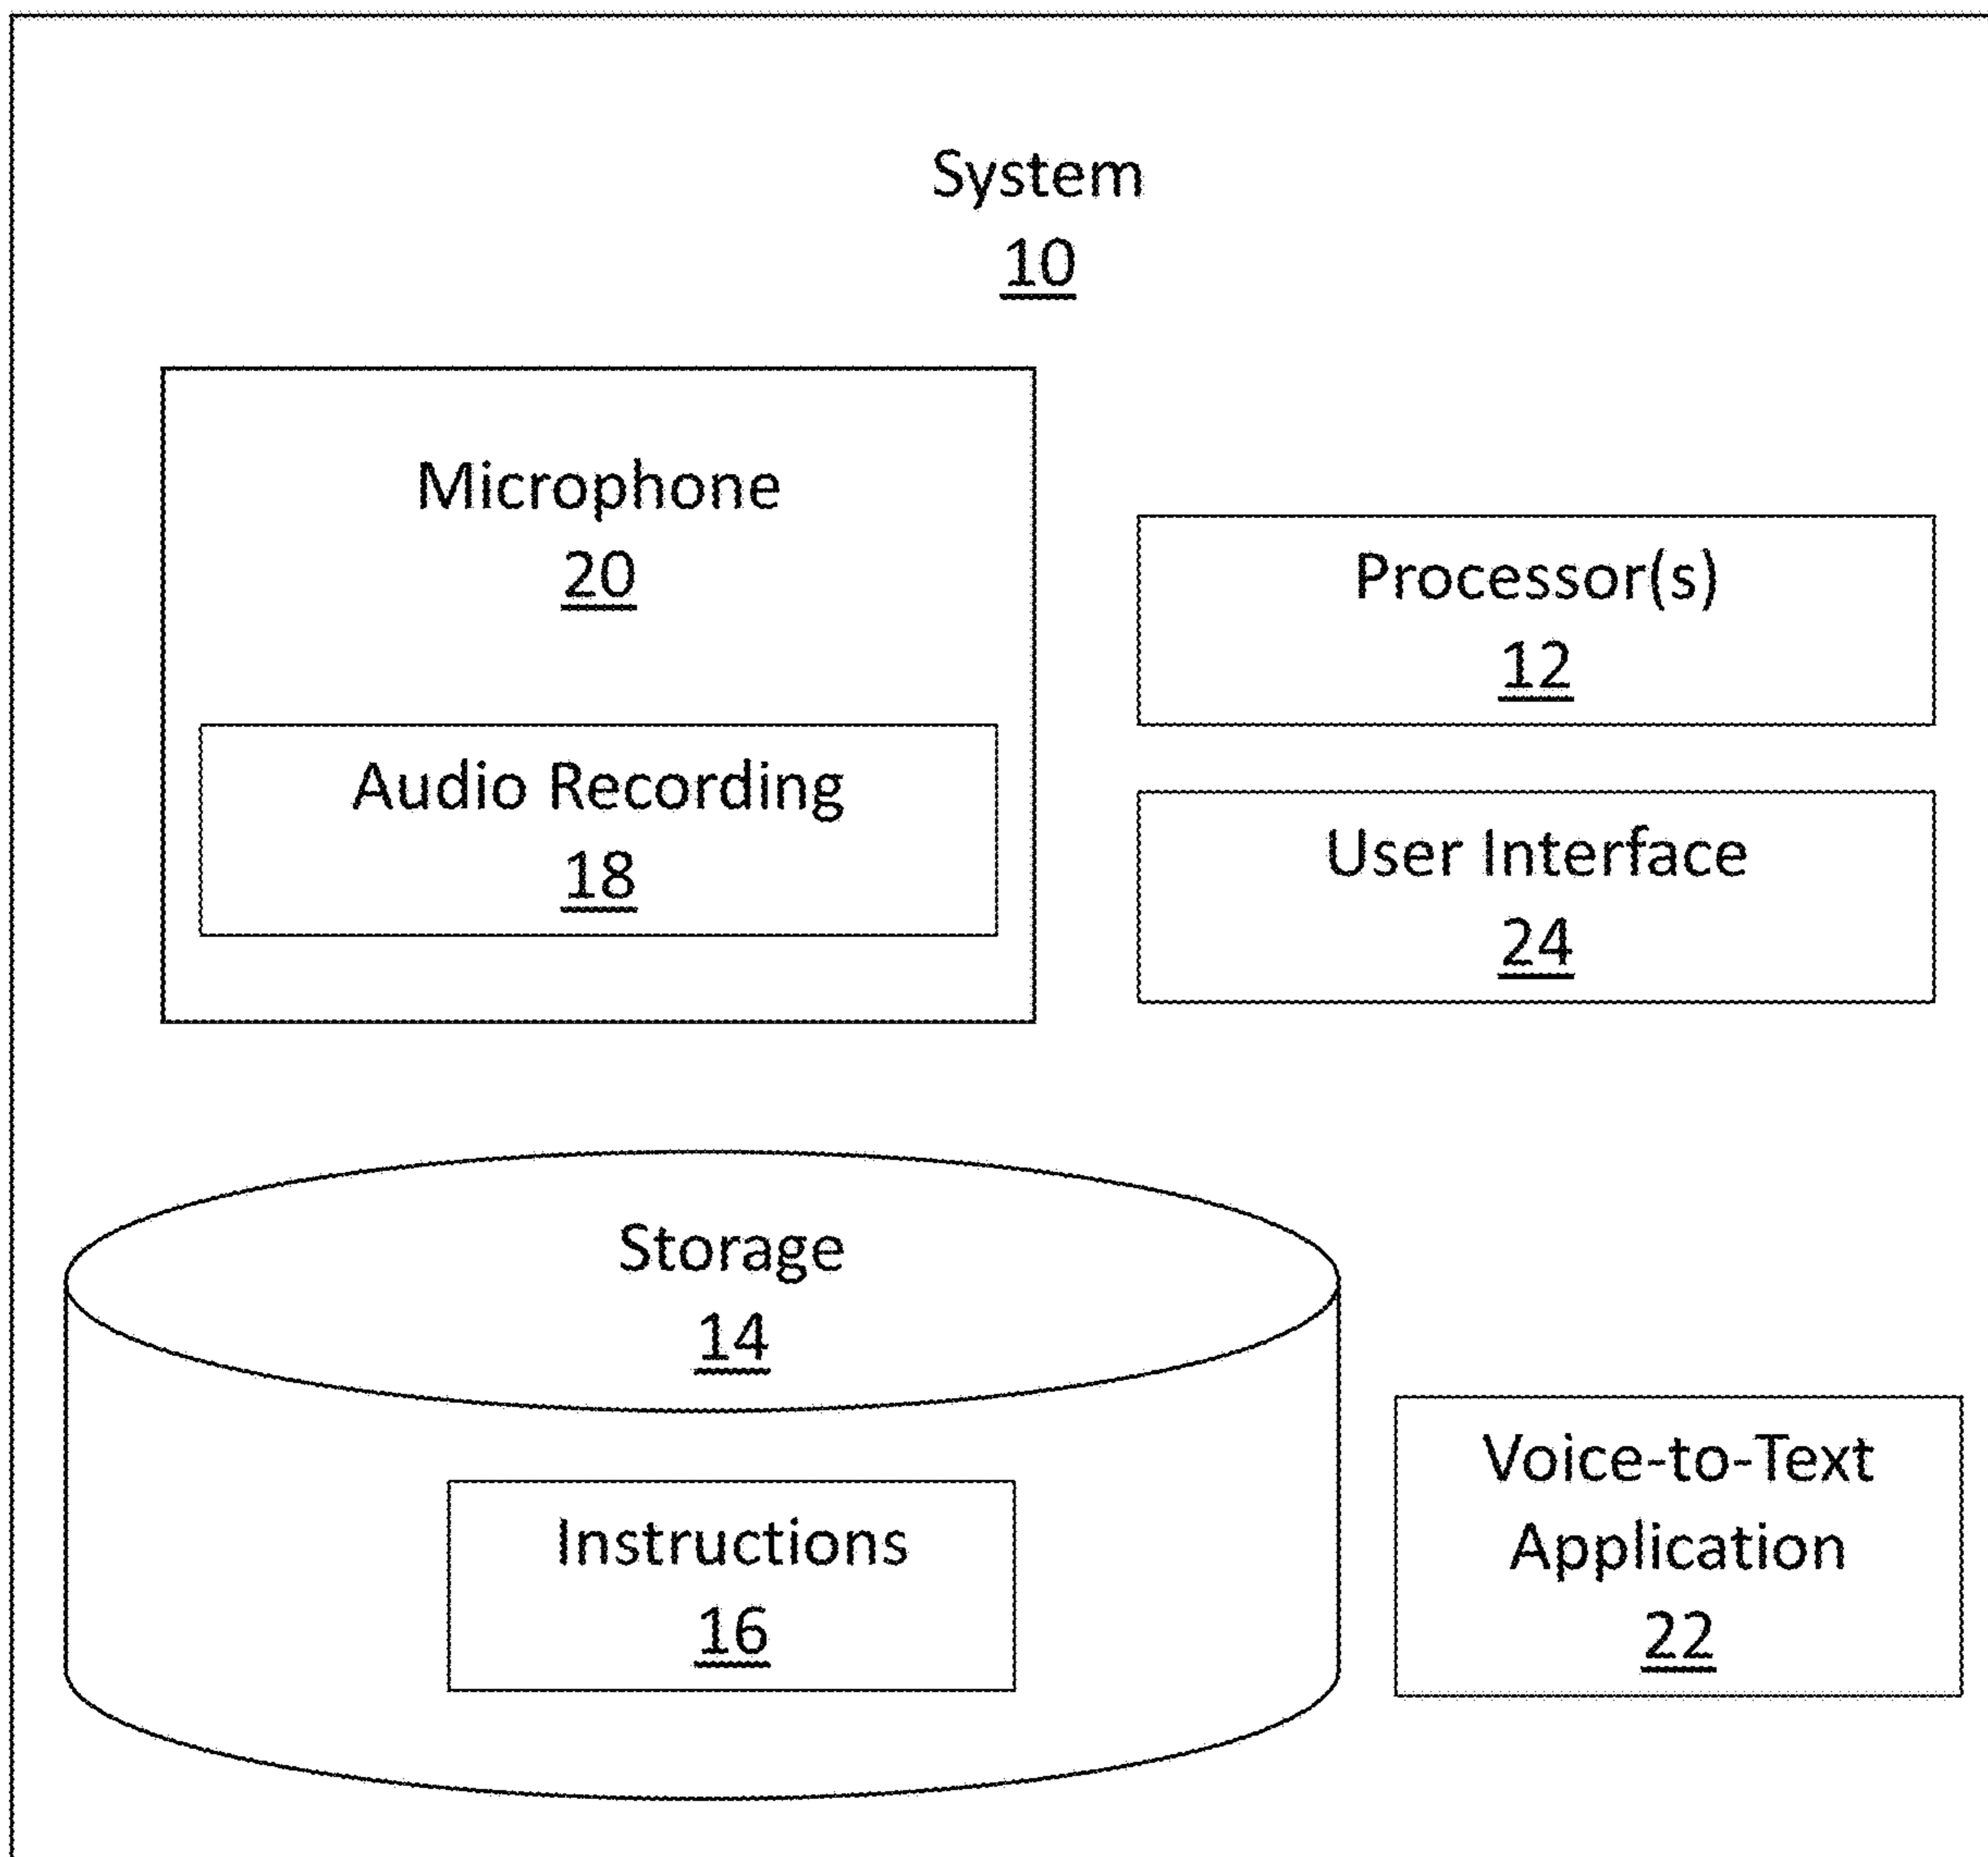 System
10
Microphone
20
Audio Recording
18
Processor(s)
12
User Interface
24
Storage
14
Instructions
16
Voice-to-Text
Application
22